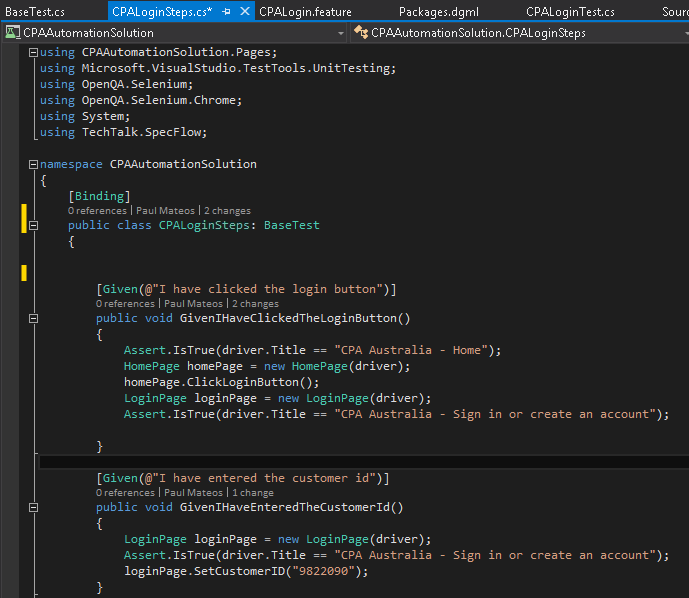 BaseTest.cs CPALoginSteps.cs* CPALogin.feature Packages.dgml CPALoginTest.cs Sour
CPAAutomationSolution CPAAutomationSolution.CPALoginSteps
using CPAAutomationSolution.Pages;
using Microsoft.VisualStudio.TestTools.UnitTesting;
using OpenQA.Selenium;
using OpenQA.Selenium.Chrome;
using System;
using TechTalk.SpecFlow;
namespace CPAAutomationSolution
{
[Binding]
0 references | Paul Mateos | 2 changes
public class CPALoginSteps: BaseTest
{
[Given(@"I have clicked the login button")]
0 references | Paul Mateos | 2 changes
public void GivenIHaveClickedTheLoginButton()
{
Assert.IsTrue(driver.Title == "CPA Australia - Home");
HomePage homePage = new HomePage(driver);
homePage.ClickLoginButton();
LoginPage loginPage = new LoginPage(driver);
Assert.IsTrue(driver.Title == "CPA Australia - Sign in or create an account");
}
[Given(@"I have entered the customer id")]
0 references | Paul Mateos | 1 change
public void GivenIHaveEnteredTheCustomerId()
{
LoginPage loginPage = new LoginPage(driver);
Assert.IsTrue(driver.Title == "CPA Australia - Sign in or create an account");
loginPage.SetCustomerID("9822090");
}